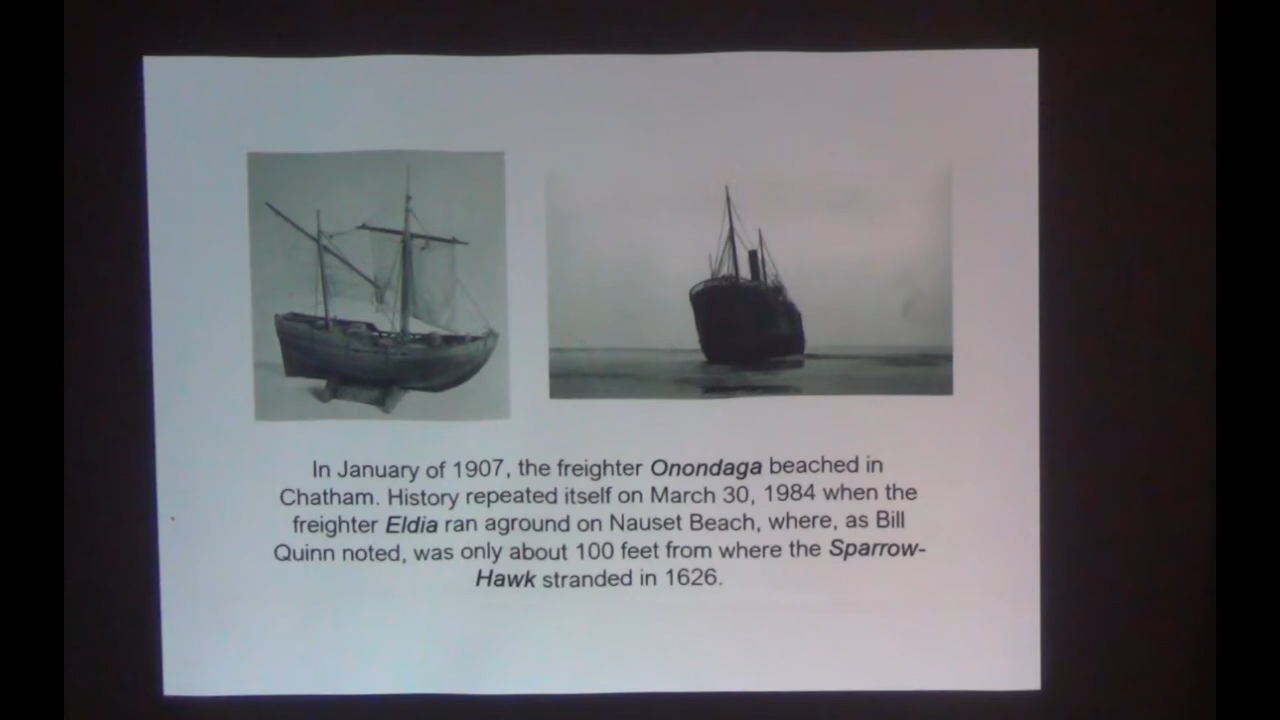 In January of 1907, the freighter Onondaga beached in
Chatham. History repeated itself on March 30, 1984 when the
freighter Eldia ran aground on Nauset Beach, where, as Bill
Quinn noted, was only about 100 feet from where the Sparrow-
Hawk stranded in 1626.